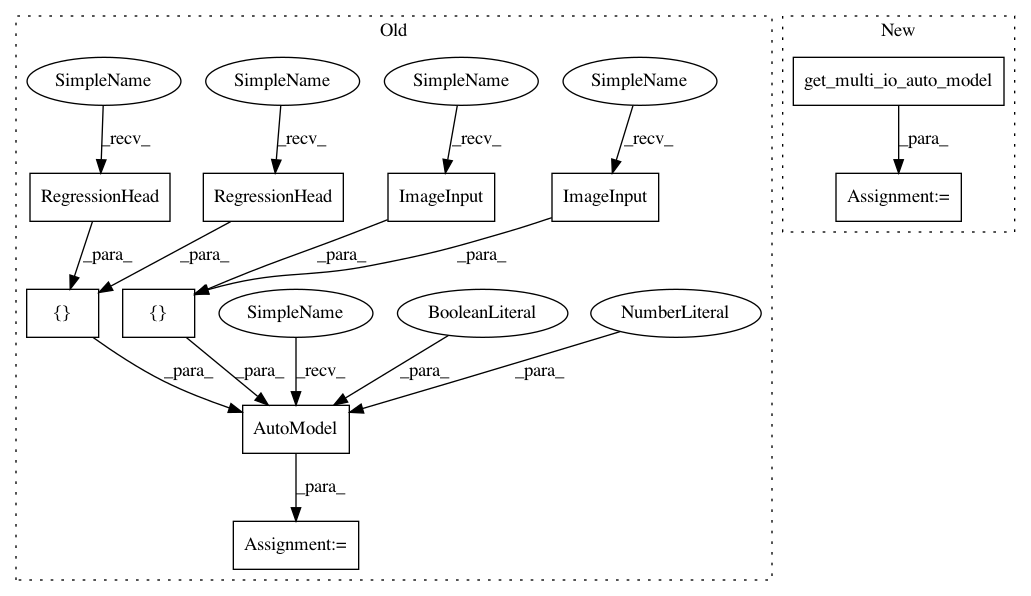 Old
New
SimpleName
SimpleName
SimpleName
SimpleName
get_multi_io_auto_model
_recv_
_recv_
_recv_
_recv_
_para_
RegressionHead
RegressionHead
ImageInput
ImageInput
Assignment:=
_para_
_para_
_para_
_para_
{}
{}
SimpleName
BooleanLiteral
NumberLiteral
_para_
_para_
_recv_
_para_
_para_
AutoModel
_para_
Assignment:=